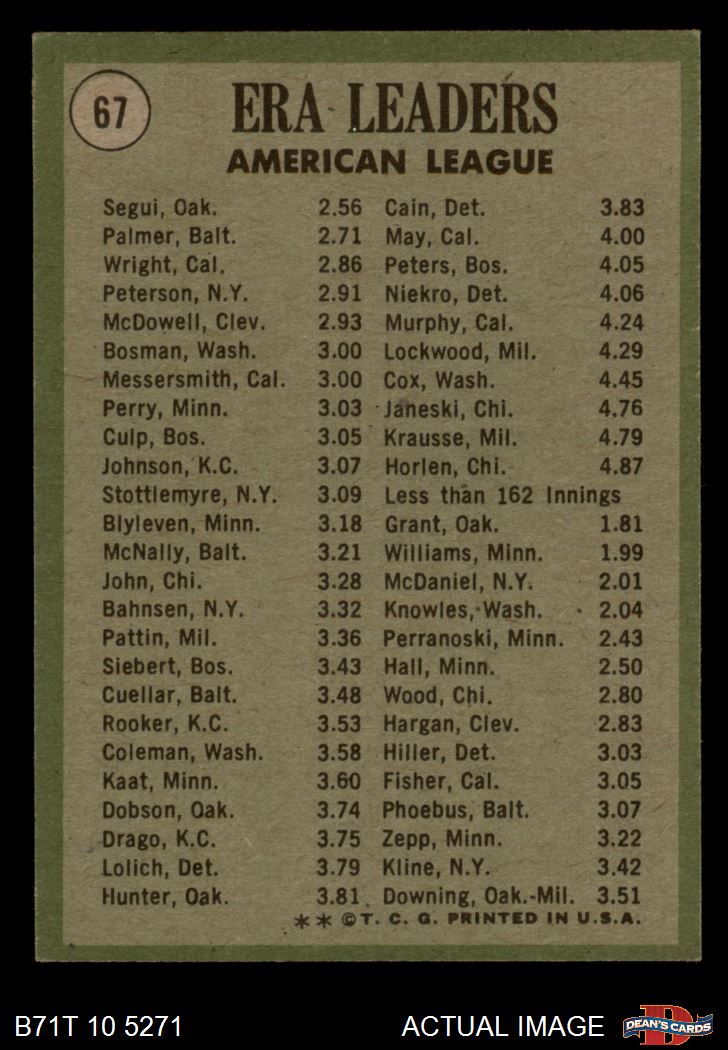 67
ERA LEADERS
AMERICAN LEAGUE
Segui, Oak. 2.56
Palmer, Balt. 2.71
Wright, Cal. 2.86
Peterson, N.Y. 2.91
McDowell, Clev. 2.93
Bosman, Wash. 3.00
Messersmith, Cal. 3.00
Perry, Minn. 3.03
Culp, Bos. 3.05
Johnson, K.C. 3.07
Stottlemyre, N.Y. 3.09
Blyleven, Minn. 3.18
McNally, Balt. 3.21
John, Chi. 3.28
Bahnsen, N.Y. 3.32
Pattin, Mil. 3.36
Siebert, Bos. 3.43
Cuellar, Balt. 3.48
Rooker, K.C. 3.53
Coleman, Wash. 3.58
Kaat, Minn. 3.60
Dobson, Oak. 3.74
Drago, K.C. 3.75
Lolich, Det. 3.79
Hunter, Oak. 3.81
Cain, Det. 3.83
May, Cal. 4.00
Peters, Bos. 4.05
Niekro, Det. 4.06
Murphy, Cal. 4.24
Lockwood, Mil. 4.29
Cox, Wash. 4.45
Janeski, Chi. 4.76
Krausse, Mil. 4.79
Horlen, Chi. 4.87
Less than 162 Innings
Grant, Oak. 1.81
Williams, Minn. 1.99
McDaniel, N.Y. 2.01
Knowles, Wash. 2.04
Perranoski, Minn. 2.43
Hall, Minn. 2.50
Wood, Chi. 2.80
Hargan, Clev. 2.83
Hiller, Det. 3.03
Fisher, Cal. 3.05
Phoebus, Balt. 3.07
Zepp, Minn. 3.22
Kline, N.Y. 3.42
Downing, Oak.-Mil. 3.51
** © T. C. G. PRINTED IN U.S.A.
B71T 10 5271
ACTUAL IMAGE
D
DEAN'S CARDS